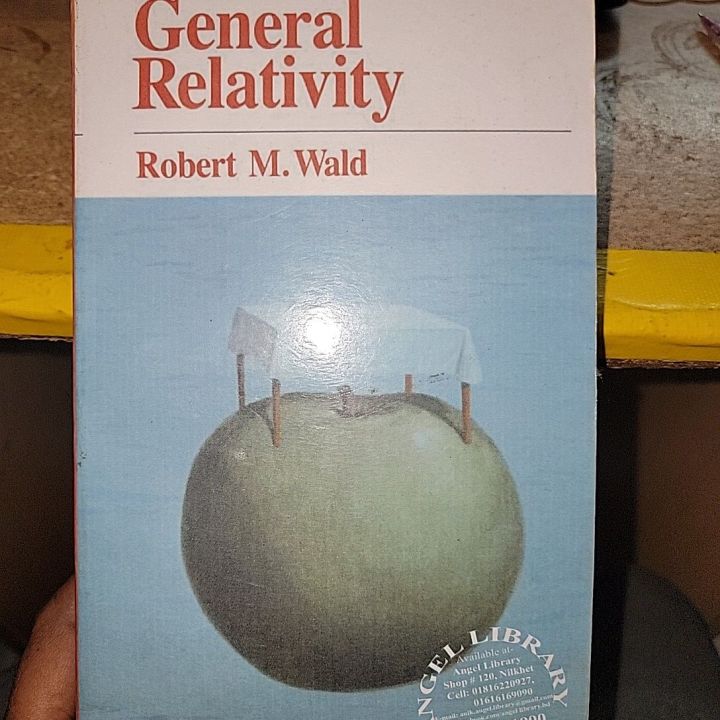 General
Relativity
Robert M. Wald
ANGEL LIBRARY
Available at-
Angel Library
Shop # 120, Nilkhet
Cell: 01816220927,
01616169090